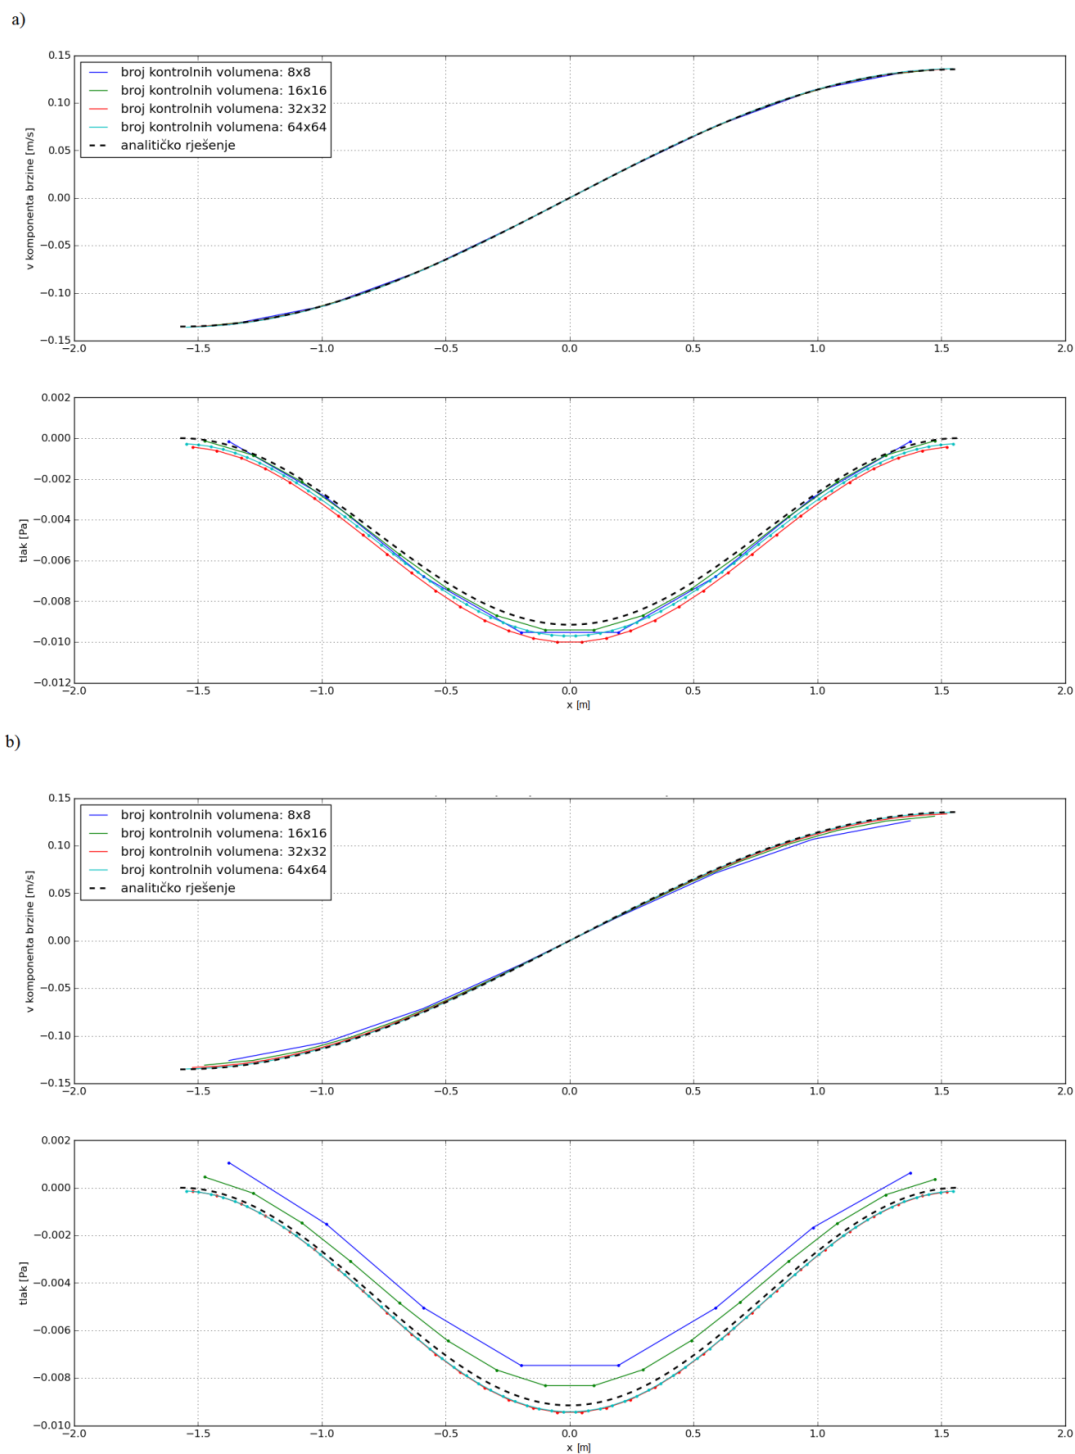 a)
0.15
0.10
0.05
0.00
−0.05
−0.10
−0.15
v komponenta brzine [m/s]
broj kontrolnih volumena: 8x8
broj kontrolnih volumena: 16x16
broj kontrolnih volumena: 32x32
broj kontrolnih volumena: 64x64
analitičko rješenje
−2.0 −1.5 −1.0 −0.5 0.0 0.5 1.0 1.5 2.0
0.002
0.000
−0.002
−0.004
−0.006
−0.008
−0.010
−0.012
tlak [Pa]
−2.0 −1.5 −1.0 −0.5 0.0 0.5 1.0 1.5 2.0
x [m]
b)
0.15
0.10
0.05
0.00
−0.05
−0.10
−0.15
v komponenta brzine [m/s]
broj kontrolnih volumena: 8x8
broj kontrolnih volumena: 16x16
broj kontrolnih volumena: 32x32
broj kontrolnih volumena: 64x64
analitičko rješenje
−2.0 −1.5 −1.0 −0.5 0.0 0.5 1.0 1.5 2.0
0.002
0.000
−0.002
−0.004
−0.006
−0.008
−0.010
tlak [Pa]
−2.0 −1.5 −1.0 −0.5 0.0 0.5 1.0 1.5 2.0
x [m]